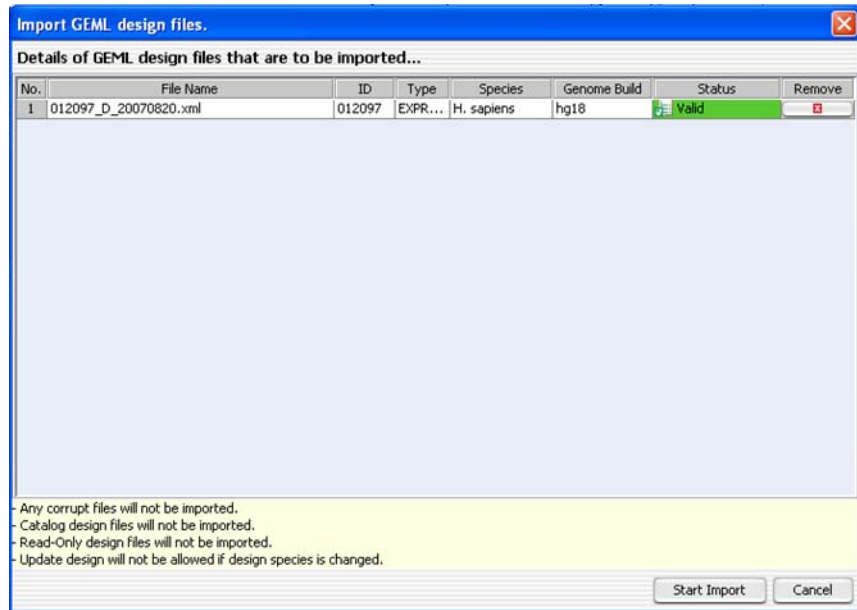 Import GEML design files.
Details of GEML design files that are to be imported...
No. File Name ID Type Species Genome Build Status Remove
1 012097_D_20070820.xml 012097 EXPR... H. sapiens hg18 Valid
- Any corrupt files will not be imported.
- Catalog design files will not be imported.
- Read-Only design files will not be imported.
- Update design will not be allowed if design species is changed.
Start Import Cancel